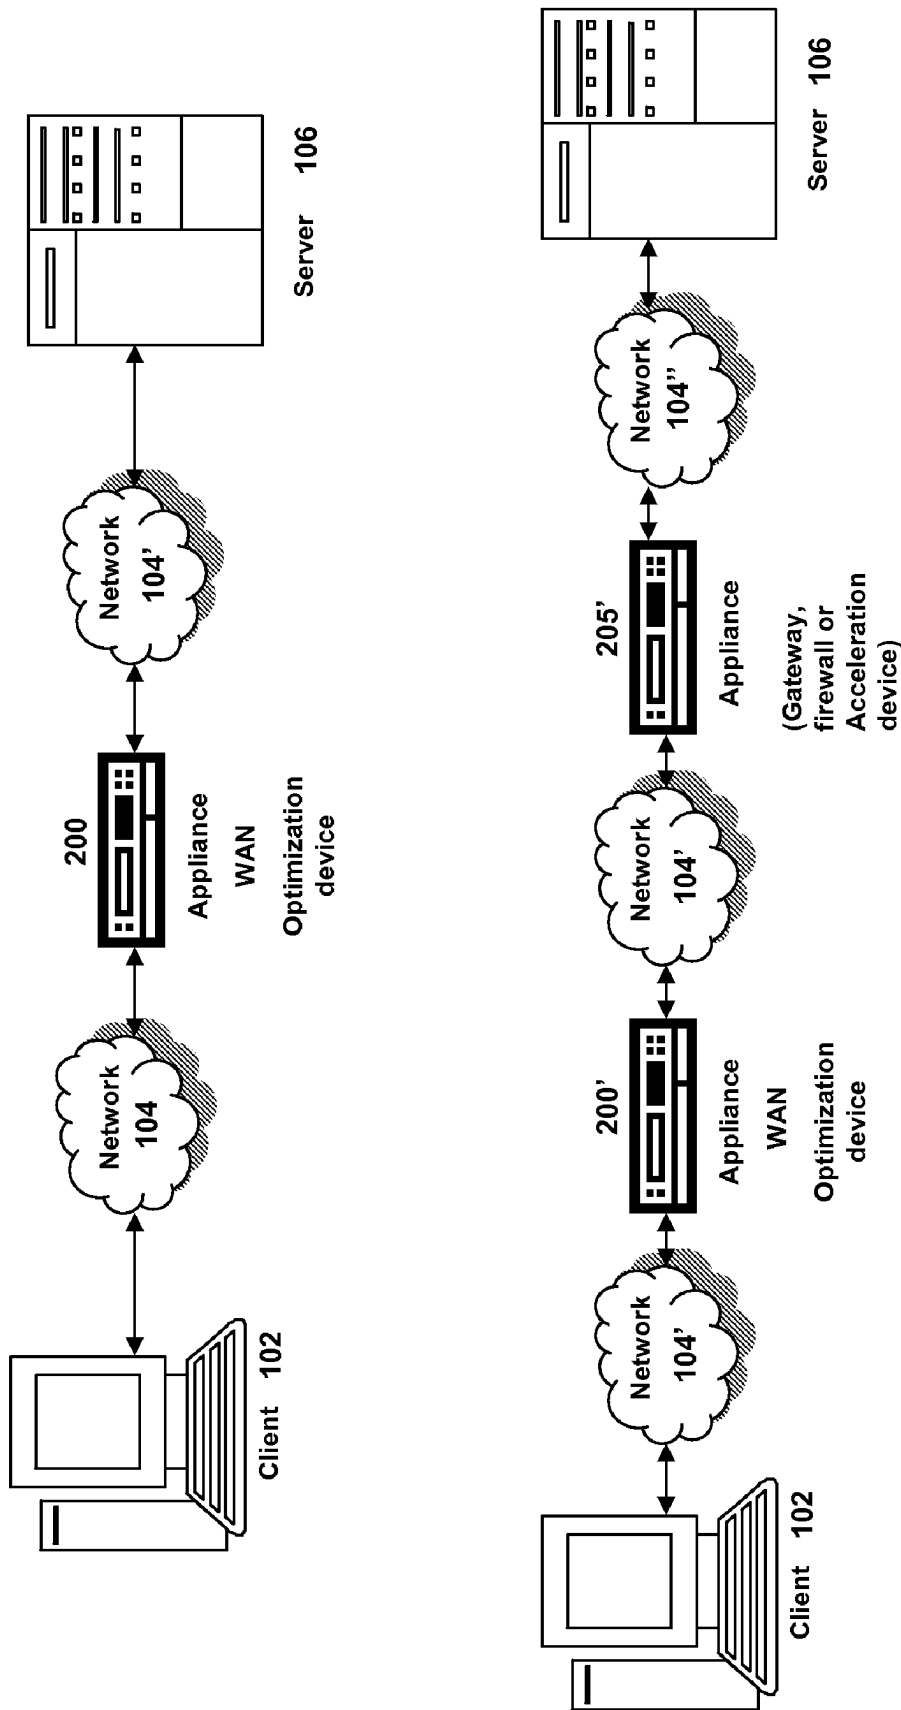 Client 102
Network
104
200
Appliance
WAN
Optimization
device
Network
104’
Server 106
Client 102
Network
104’
200’
Appliance
WAN
Optimization
device
Network
104’
205’
Appliance
(Gateway,
firewall or
Acceleration
device)
Network
104”
Server 106